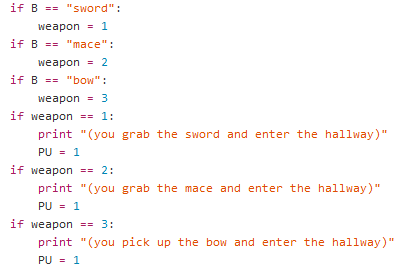 if B == "sword":
    weapon = 1
if B == "mace":
    weapon = 2
if B == "bow":
    weapon = 3
if weapon == 1:
    print "(you grab the sword and enter the hallway)"
    PU = 1
if weapon == 2:
    print "(you grab the mace and enter the hallway)"
    PU = 1
if weapon == 3:
    print "(you pick up the bow and enter the hallway)"
    PU = 1